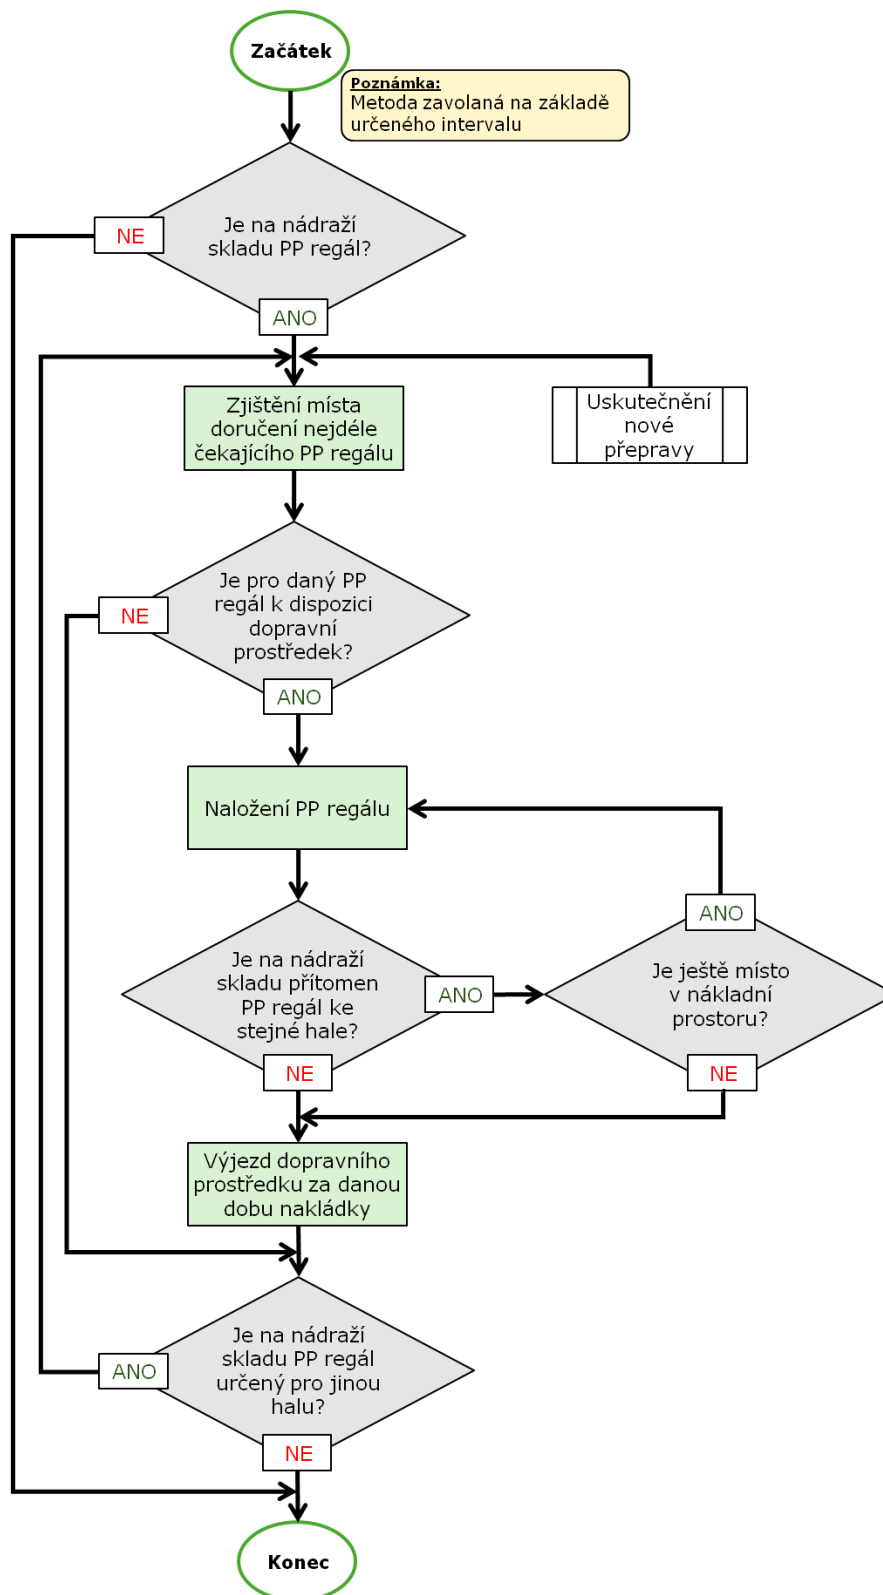 Začátek
Poznámka:
Metoda zavolaná na základě
určeného intervalu
Je na nádraží
skladu PP regál?
NE
ANO
Zjištění místa
doručení nejdéle
čekajícího PP regálu
Uskutečnění
nové
přepravy
Je pro daný PP
regál k dispozici
dopravní
prostředek?
NE
ANO
Naložení PP regálu
Je na nádraží
skladu přítomen
PP regál ke
stejné hale?
ANO
NE
Je ještě místo
v nákladní
prostoru?
ANO
NE
Výjezd dopravního
prostředku za danou
dobu nakládky
Je na nádraží
skladu PP regál
určený pro jinou
halu?
ANO
NE
Konec